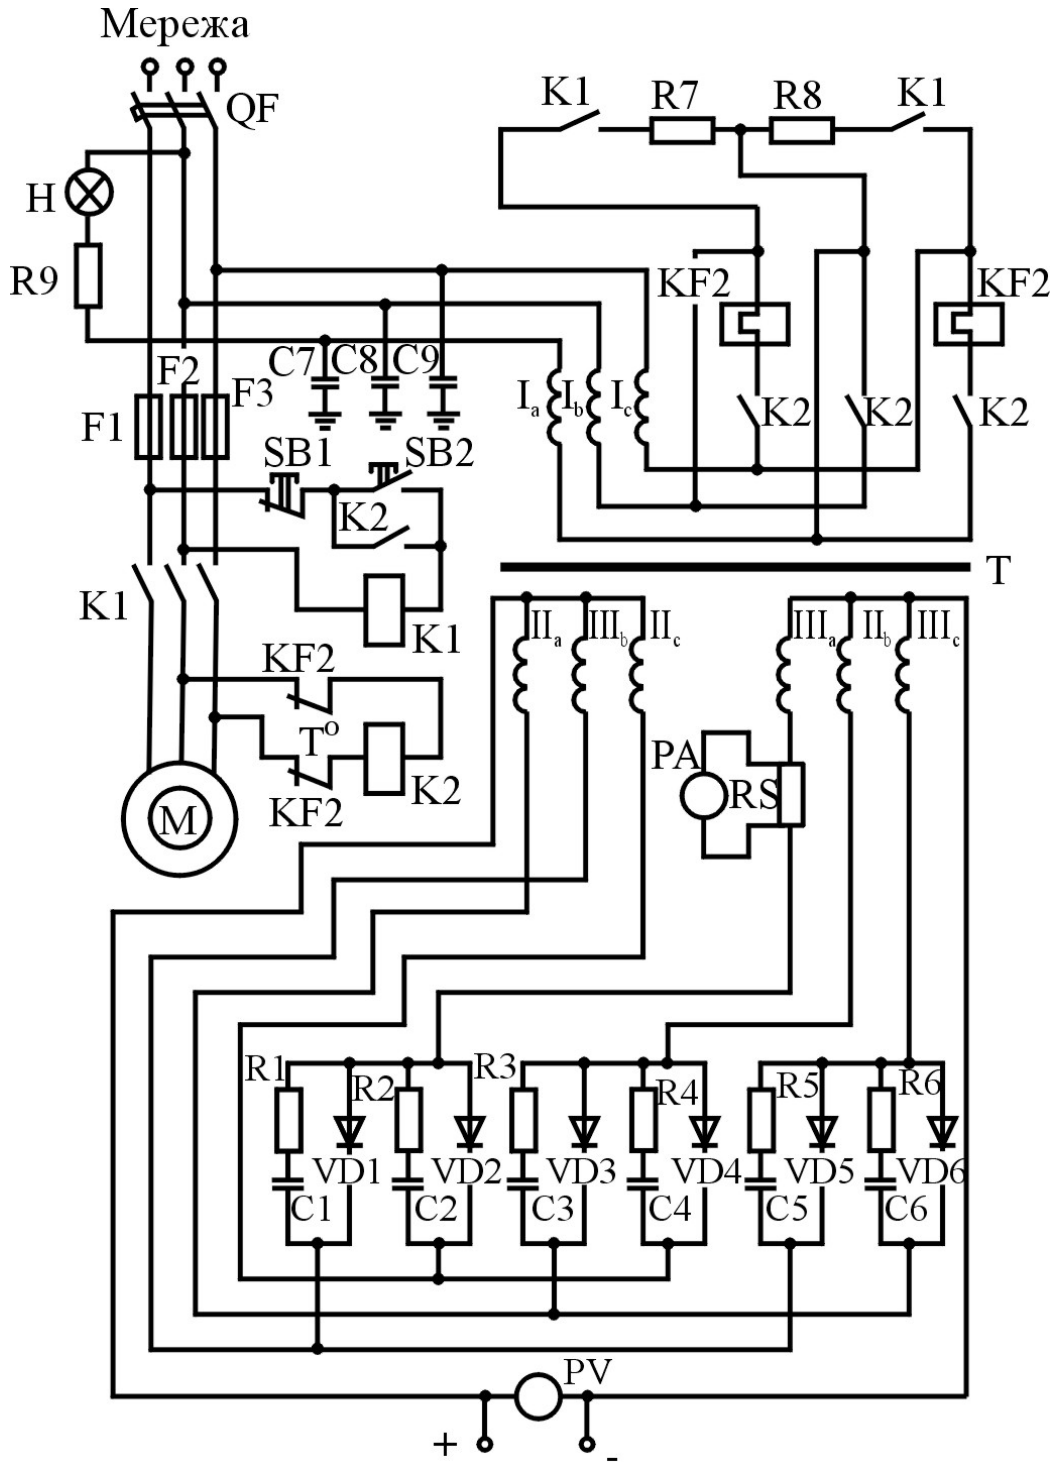 Мережа
QF
K1
R7
R8
K1
H
R9
KF2
KF2
F2
F1
F3
C7
C8
C9
Ia
Ib
Ic
K2
K2
K2
SB1
SB2
K2
K1
K1
T
IIa
IIIb
IIc
IIIa
IIb
IIIc
KF2
T°
KF2
K2
M
PA
RS
R1
R2
R3
R4
R5
R6
VD1
VD2
VD3
VD4
VD5
VD6
C1
C2
C3
C4
C5
C6
PV
+
-